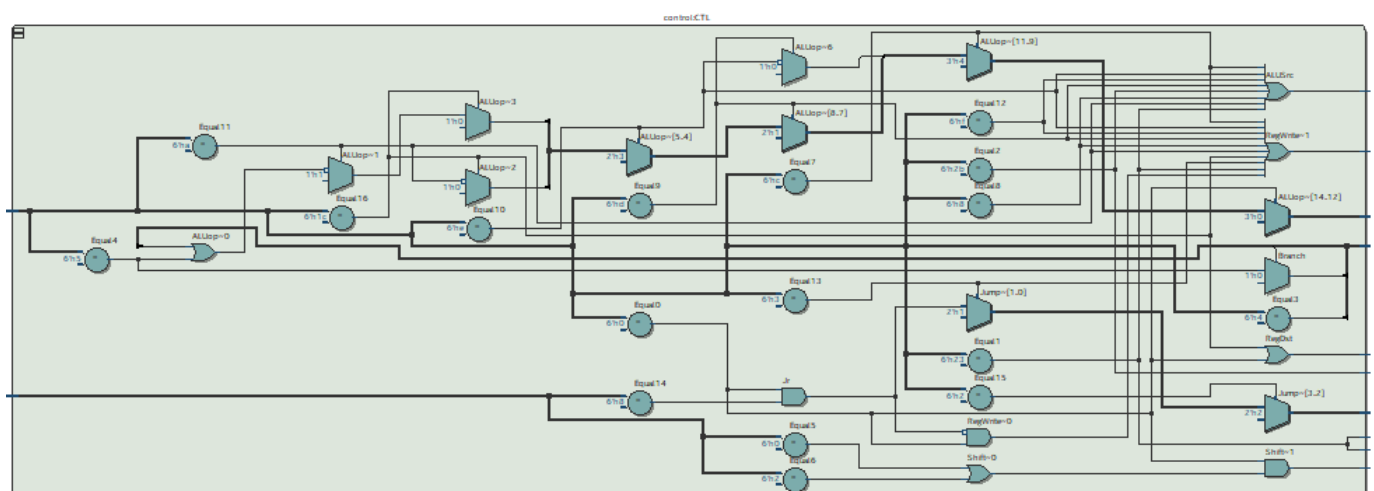 control:CTL
ALUop~6
ALUop~[11..9]
1'h0
3'h4
ALUSrc
ALUop~3
Equal12
ALUop~[8..7]
1'h0
6'hf
Equal11
ALUop~[5..4]
2'h1
RegWrite~1
6'ha
ALUop~1
2'h3
Equal7
Equal2
ALUop~2
1'h1
6'hc
6'h2b
Equal9
Equal8
1'h0
ALUop~[14..12]
Equal16
6'hd
6'h8
Equal10
6'h1c
3'h0
ALUop~0
6'he
Equal4
Branch
6'h5
1'h0
Equal13
Jump~[1..0]
6'h3
Equal3
Equal0
2'h1
6'h4
6'h0
RegDst
Equal1
6'h23
Equal14
Jr
Equal15
Jump~[3..2]
6'h8
6'h2
2'h2
RegWrite~0
Equal5
6'h0
Equal6
Shift~0
Shift~1
6'h2